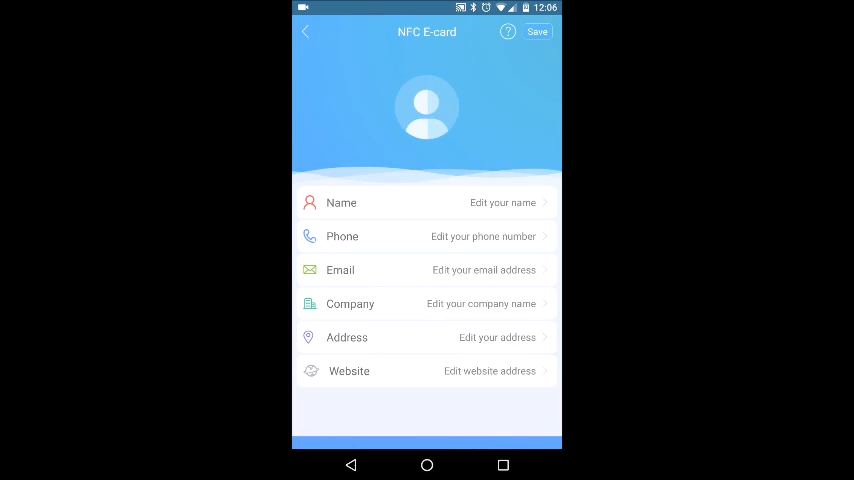 12:06
NFC E-card
?
Save
Name Edit your name
Phone Edit your phone number
Email Edit your email address
Company Edit your company name
Address Edit your address
Website Edit website address